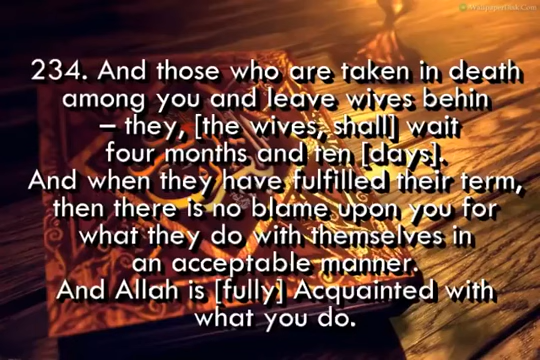 234. And those who are taken in death
among you and leave wives behin
– they, [the wives, shall] wait
four months and ten [days].
And when they have fulfilled their term,
then there is no blame upon you for
what they do with themselves in
an acceptable manner.
And Allah is [fully] Acquainted with
what you do.